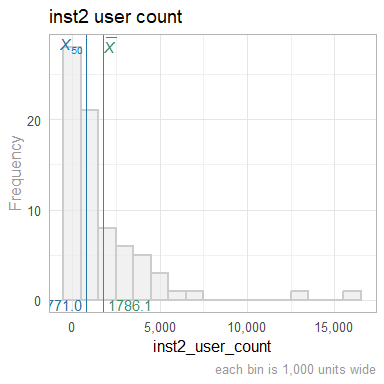 inst2 user count
X50 X̅
20
10
0
Frequency
771.0 1786.1
0 5,000 10,000 15,000
inst2_user_count
each bin is 1,000 units wide